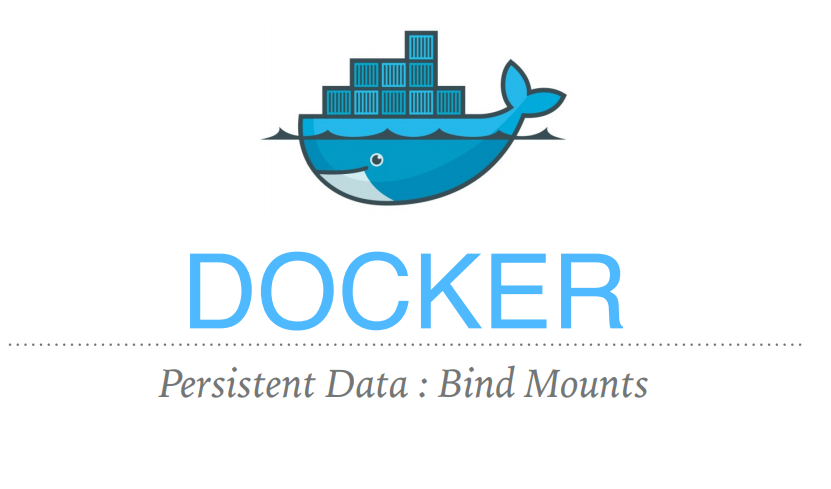 DOCKER
Persistent Data : Bind Mounts